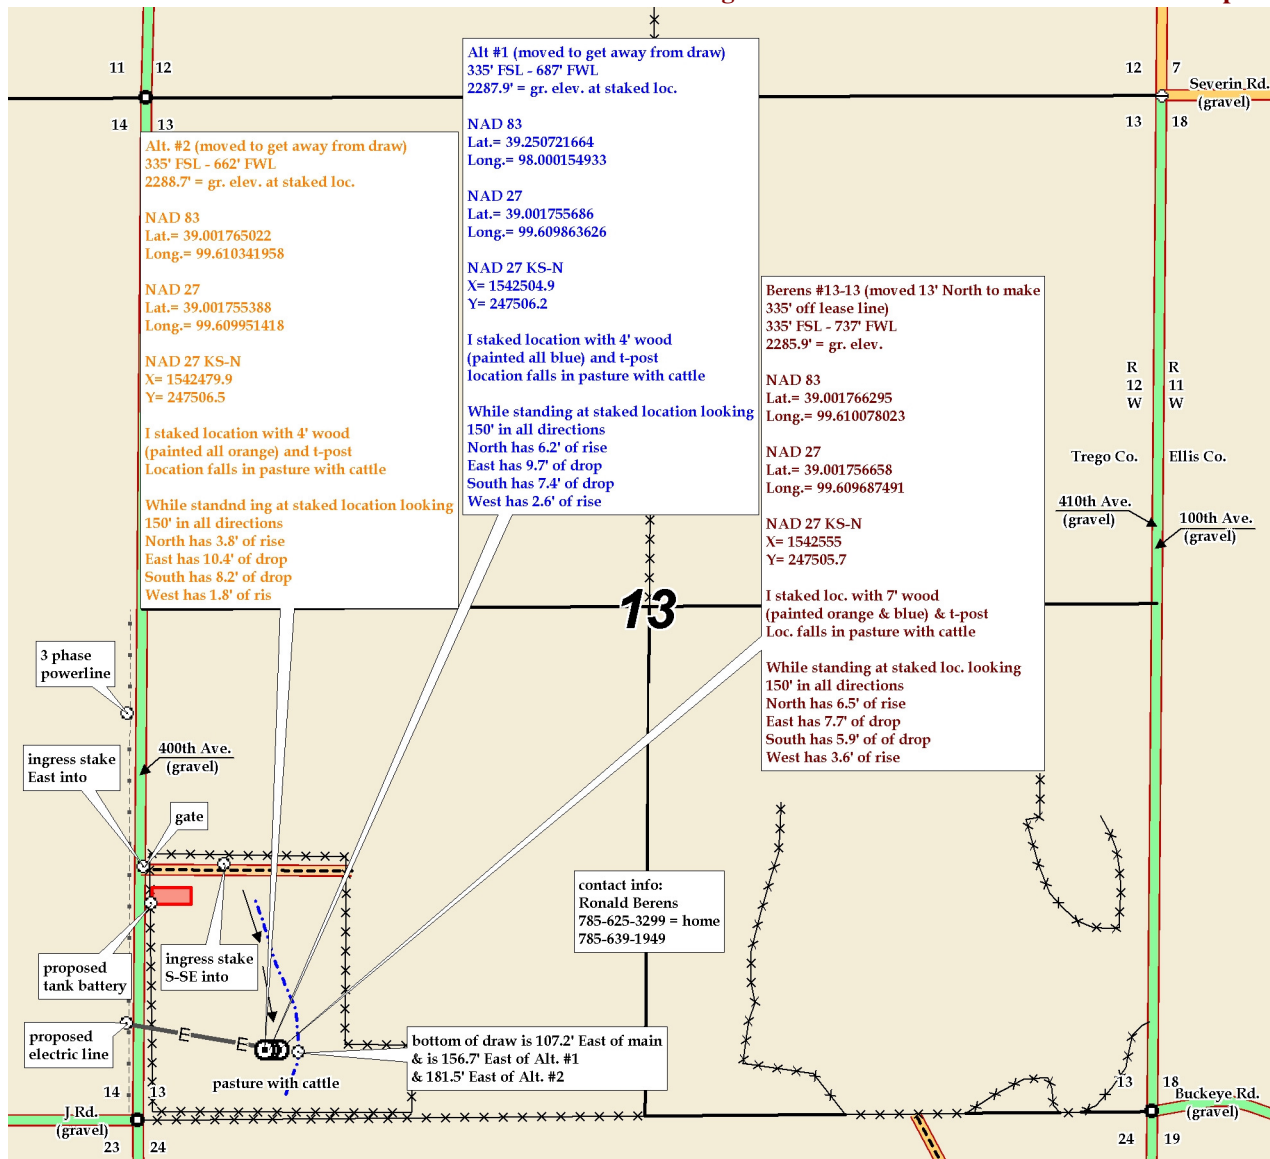 11 12
14 13
12 7
13 18
Severin Rd.
(gravel)
Alt. #2 (moved to get away from draw)
335' FSL - 662' FWL
2288.7' = gr. elev. at staked loc.
NAD 83
Lat.= 39.001765022
Long.= 99.610341958
NAD 27
Lat.= 39.001755388
Long.= 99.609951418
NAD 27 KS-N
X= 1542479.9
Y= 247506.5
I staked location with 4' wood
(painted all orange) and t-post
Location falls in pasture with cattle
While standnd ing at staked location looking
150' in all directions
North has 3.8' of rise
East has 10.4' of drop
South has 8.2' of drop
West has 1.8' of ris
Alt #1 (moved to get away from draw)
335' FSL - 687' FWL
2287.9' = gr. elev. at staked loc.
NAD 83
Lat.= 39.250721664
Long.= 98.000154933
NAD 27
Lat.= 39.001755686
Long.= 99.609863626
NAD 27 KS-N
X= 1542504.9
Y= 247506.2
I staked location with 4' wood
(painted all blue) and t-post
location falls in pasture with cattle
While standing at staked location looking
150' in all directions
North has 6.2' of rise
East has 9.7' of drop
South has 7.4' of drop
West has 2.6' of rise
Berens #13-13 (moved 13' North to make
335' off lease line)
335' FSL - 737' FWL
2285.9' = gr. elev.
NAD 83
Lat.= 39.001766295
Long.= 99.610078023
NAD 27
Lat.= 39.001756658
Long.= 99.609687491
NAD 27 KS-N
X= 1542555
Y= 247505.7
I staked loc. with 7' wood
(painted orange & blue) & t-post
Loc. falls in pasture with cattle
While standing at staked loc. looking
150' in all directions
North has 6.5' of rise
East has 7.7' of drop
South has 5.9' of of drop
West has 3.6' of rise
R R
12 11
W W
Trego Co. Ellis Co.
410th Ave.
(gravel)
100th Ave.
(gravel)
13
3 phase
powerline
400th Ave.
(gravel)
ingress stake
East into
gate
ingress stake
S-SE into
proposed
tank battery
proposed
electric line
E E
contact info:
Ronald Berens
785-625-3299 = home
785-639-1949
bottom of draw is 107.2' East of main
& is 156.7' East of Alt. #1
& 181.5' East of Alt. #2
pasture with cattle
14 13
J Rd.
(gravel)
23 24
13 18
Buckeye Rd.
(gravel)
24 19